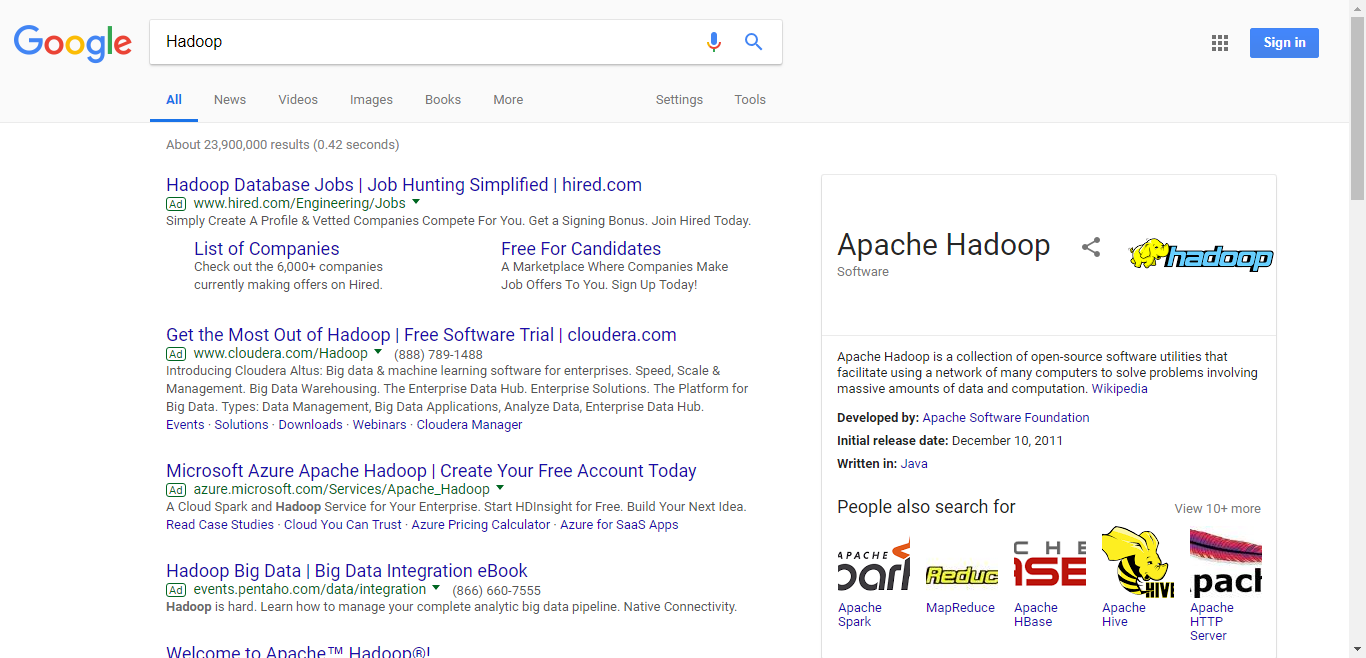 Google
Hadoop
Sign in
All News Videos Images Books More Settings Tools
About 23,900,000 results (0.42 seconds)
Hadoop Database Jobs | Job Hunting Simplified | hired.com
Ad www.hired.com/Engineering/Jobs
Simply Create A Profile & Vetted Companies Compete For You. Get a Signing Bonus. Join Hired Today.
List of Companies
Check out the 6,000+ companies
currently making offers on Hired.
Free For Candidates
A Marketplace Where Companies Make
Job Offers To You. Sign Up Today!
Get the Most Out of Hadoop | Free Software Trial | cloudera.com
Ad www.cloudera.com/Hadoop (888) 789-1488
Introducing Cloudera Altus: Big data & machine learning software for enterprises. Speed, Scale &
Management. Big Data Warehousing. The Enterprise Data Hub. Enterprise Solutions. The Platform for
Big Data. Types: Data Management, Big Data Applications, Analyze Data, Enterprise Data Hub.
Events · Solutions · Downloads · Webinars · Cloudera Manager
Microsoft Azure Apache Hadoop | Create Your Free Account Today
Ad azure.microsoft.com/Services/Apache_Hadoop
A Cloud Spark and Hadoop Service for Your Enterprise. Start HDInsight for Free. Build Your Next Idea.
Read Case Studies · Cloud You Can Trust · Azure Pricing Calculator · Azure for SaaS Apps
Hadoop Big Data | Big Data Integration eBook
Ad events.pentaho.com/data/integration (866) 660-7555
Hadoop is hard. Learn how to manage your complete analytic big data pipeline. Native Connectivity.
Welcome to Apache™ Hadoop®!
Apache Hadoop
Software
hadoop
Apache Hadoop is a collection of open-source software utilities that
facilitate using a network of many computers to solve problems involving
massive amounts of data and computation. Wikipedia
Developed by: Apache Software Foundation
Initial release date: December 10, 2011
Written in: Java
People also search for
View 10+ more
APACHE
HIVE
Apache
Spark
MapReduce
Apache
HBase
Apache
Hive
Apache
HTTP
Server